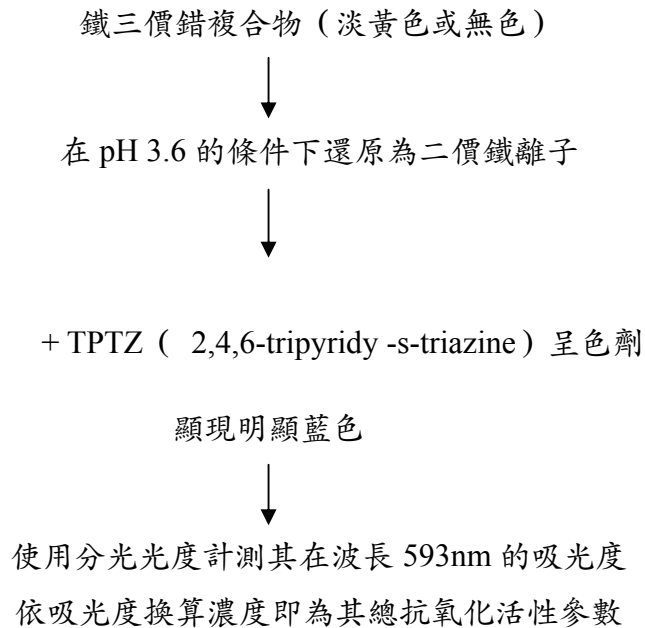 鐵三價錯複合物（淡黃色或無色）
在 pH 3.6 的條件下還原為二價鐵離子
+ TPTZ（ 2,4,6-tripyridy -s-triazine）呈色劑
顯現明顯藍色
使用分光光度計測其在波長 593nm 的吸光度
依吸光度換算濃度即為其總抗氧化活性參數